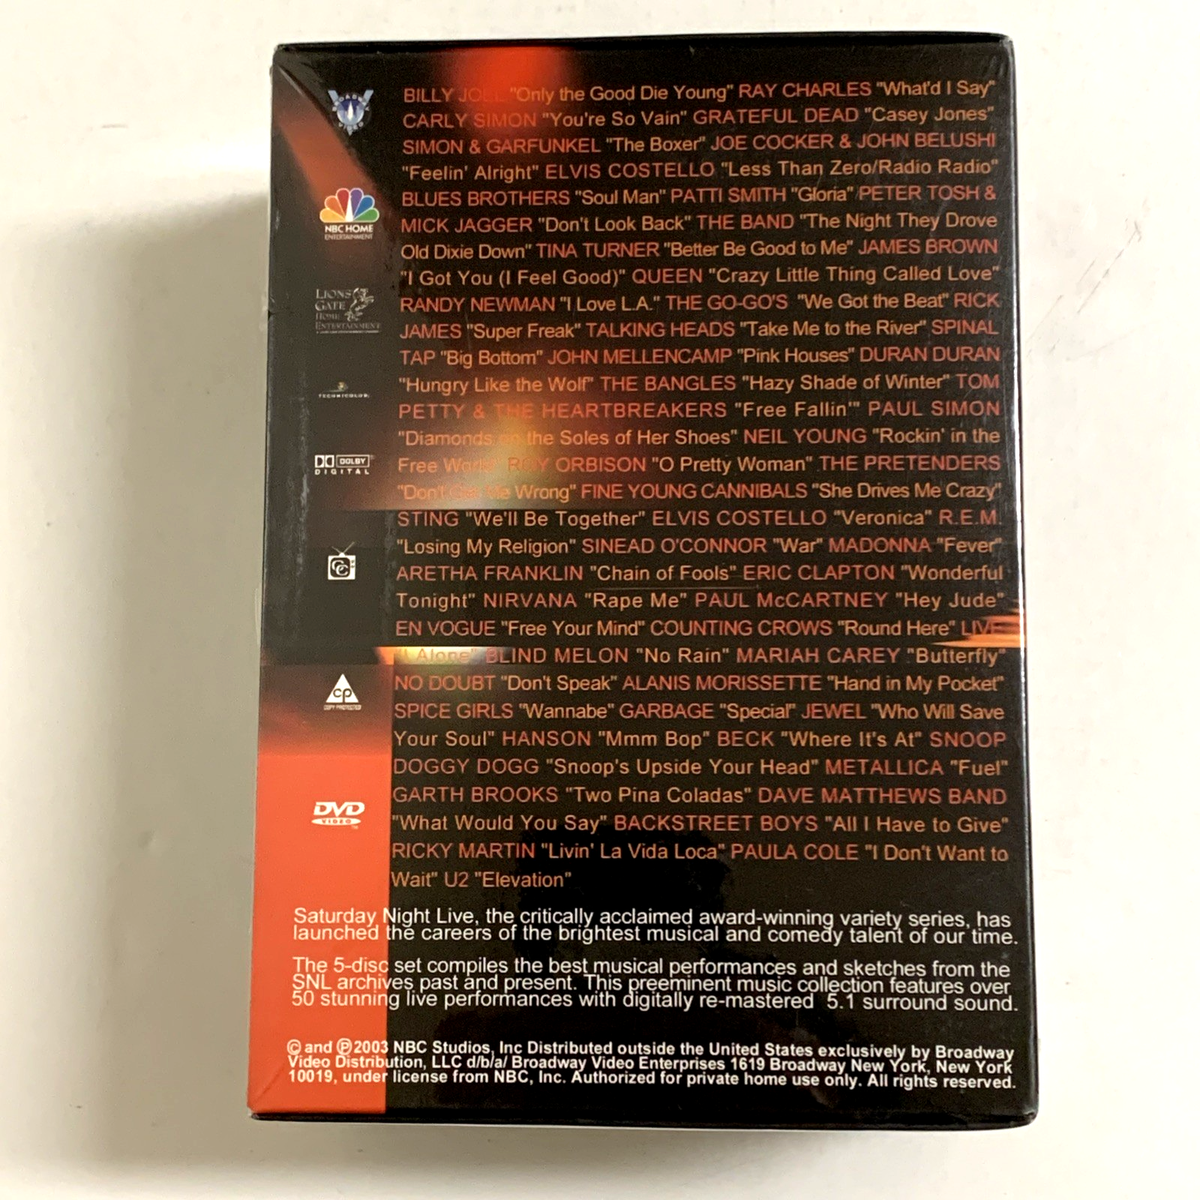 BILLY JOEL "Only the Good Die Young" RAY CHARLES "What'd I Say"
CARLY SIMON "You're So Vain" GRATEFUL DEAD "Casey Jones"
SIMON & GARFUNKEL "The Boxer" JOE COCKER & JOHN BELUSHI
"Feelin' Alright" ELVIS COSTELLO "Less Than Zero/Radio Radio"
BLUES BROTHERS "Soul Man" PATTI SMITH "Gloria" PETER TOSH &
MICK JAGGER "Don't Look Back" THE BAND "The Night They Drove
Old Dixie Down" TINA TURNER "Better Be Good to Me" JAMES BROWN
"I Got You (I Feel Good)" QUEEN "Crazy Little Thing Called Love"
RANDY NEWMAN "I Love L.A." THE GO-GO'S "We Got the Beat" RICK
JAMES "Super Freak" TALKING HEADS "Take Me to the River" SPINAL
TAP "Big Bottom" JOHN MELLENCAMP "Pink Houses" DURAN DURAN
"Hungry Like the Wolf" THE BANGLES "Hazy Shade of Winter" TOM
PETTY & THE HEARTBREAKERS "Free Fallin'" PAUL SIMON
"Diamonds on the Soles of Her Shoes" NEIL YOUNG "Rockin' in the
Free World" ROY ORBISON "O Pretty Woman" THE PRETENDERS
"Don't Get Me Wrong" FINE YOUNG CANNIBALS "She Drives Me Crazy"
STING "We'll Be Together" ELVIS COSTELLO "Veronica" R.E.M.
"Losing My Religion" SINEAD O'CONNOR "War" MADONNA "Fever"
ARETHA FRANKLIN "Chain of Fools" ERIC CLAPTON "Wonderful
Tonight" NIRVANA "Rape Me" PAUL McCARTNEY "Hey Jude"
EN VOGUE "Free Your Mind" COUNTING CROWS "Round Here" LIVE
"I Alone" BLIND MELON "No Rain" MARIAH CAREY "Butterfly"
NO DOUBT "Don't Speak" ALANIS MORISSETTE "Hand in My Pocket"
SPICE GIRLS "Wannabe" GARBAGE "Special" JEWEL "Who Will Save
Your Soul" HANSON "Mmm Bop" BECK "Where It's At" SNOOP
DOGGY DOGG "Snoop's Upside Your Head" METALLICA "Fuel"
GARTH BROOKS "Two Pina Coladas" DAVE MATTHEWS BAND
"What Would You Say" BACKSTREET BOYS "All I Have to Give"
RICKY MARTIN "Livin' La Vida Loca" PAULA COLE "I Don't Want to
Wait" U2 "Elevation"
NBC HOME
ENTERTAINMENT
LIONS
GATE
HOME
ENTERTAINMENT
TECHNICOLOR
DOLBY
DIGITAL
CC
CP
COPY PROTECTED
DVD
VIDEO
Saturday Night Live, the critically acclaimed award-winning variety series, has
launched the careers of the brightest musical and comedy talent of our time.
The 5-disc set compiles the best musical performances and sketches from the
SNL archives past and present. This preeminent music collection features over
50 stunning live performances with digitally re-mastered 5.1 surround sound.
© and ℗ 2003 NBC Studios, Inc Distributed outside the United States exclusively by Broadway
Video Distribution, LLC d/b/a/ Broadway Video Enterprises 1619 Broadway New York, New York
10019, under license from NBC, Inc. Authorized for private home use only. All rights reserved.